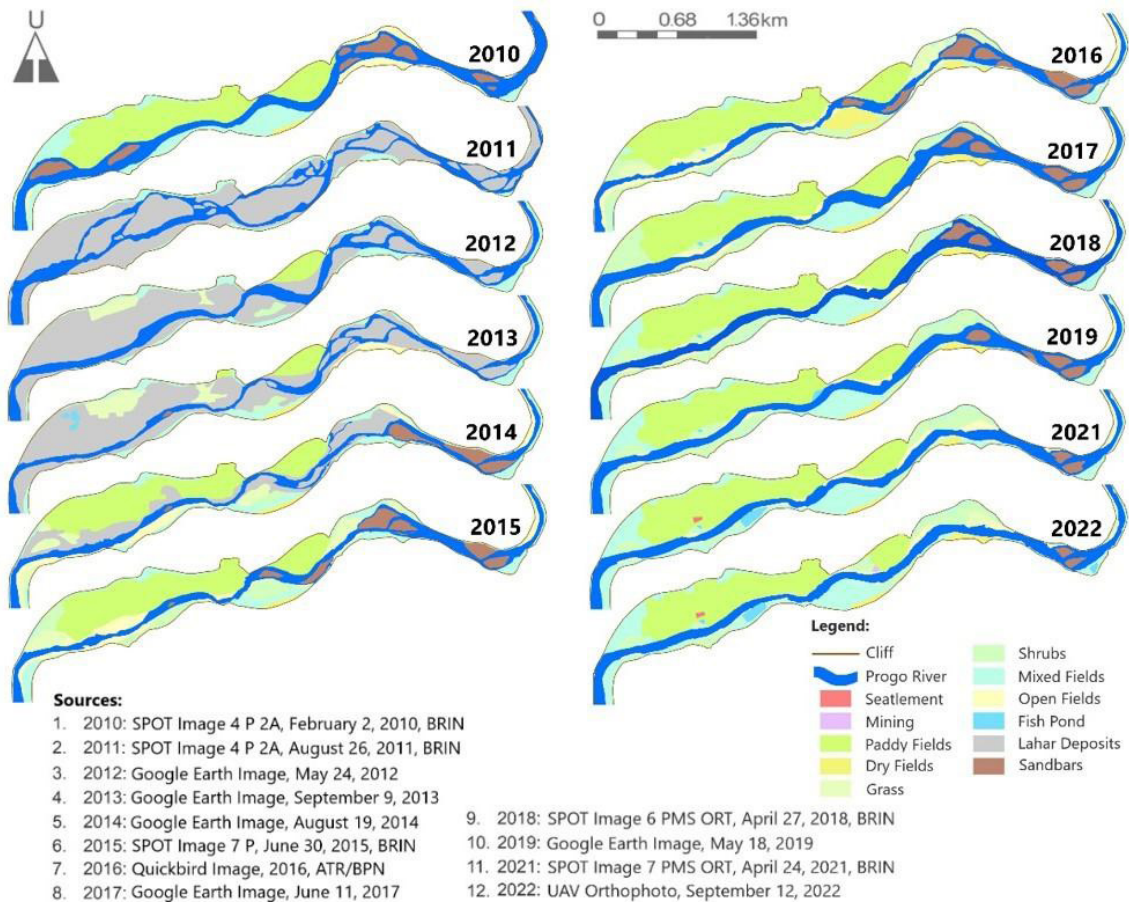 U
0 0.68 1.36km
2010
2011
2012
2013
2014
2015
2016
2017
2018
2019
2021
2022
Legend:
Cliff
Progo River
Seatlement
Mining
Paddy Fields
Dry Fields
Grass
Shrubs
Mixed Fields
Open Fields
Fish Pond
Lahar Deposits
Sandbars
Sources:
1. 2010: SPOT Image 4 P 2A, February 2, 2010, BRIN
2. 2011: SPOT Image 4 P 2A, August 26, 2011, BRIN
3. 2012: Google Earth Image, May 24, 2012
4. 2013: Google Earth Image, September 9, 2013
5. 2014: Google Earth Image, August 19, 2014
6. 2015: SPOT Image 7 P, June 30, 2015, BRIN
7. 2016: Quickbird Image, 2016, ATR/BPN
8. 2017: Google Earth Image, June 11, 2017
9. 2018: SPOT Image 6 PMS ORT, April 27, 2018, BRIN
10. 2019: Google Earth Image, May 18, 2019
11. 2021: SPOT Image 7 PMS ORT, April 24, 2021, BRIN
12. 2022: UAV Orthophoto, September 12, 2022